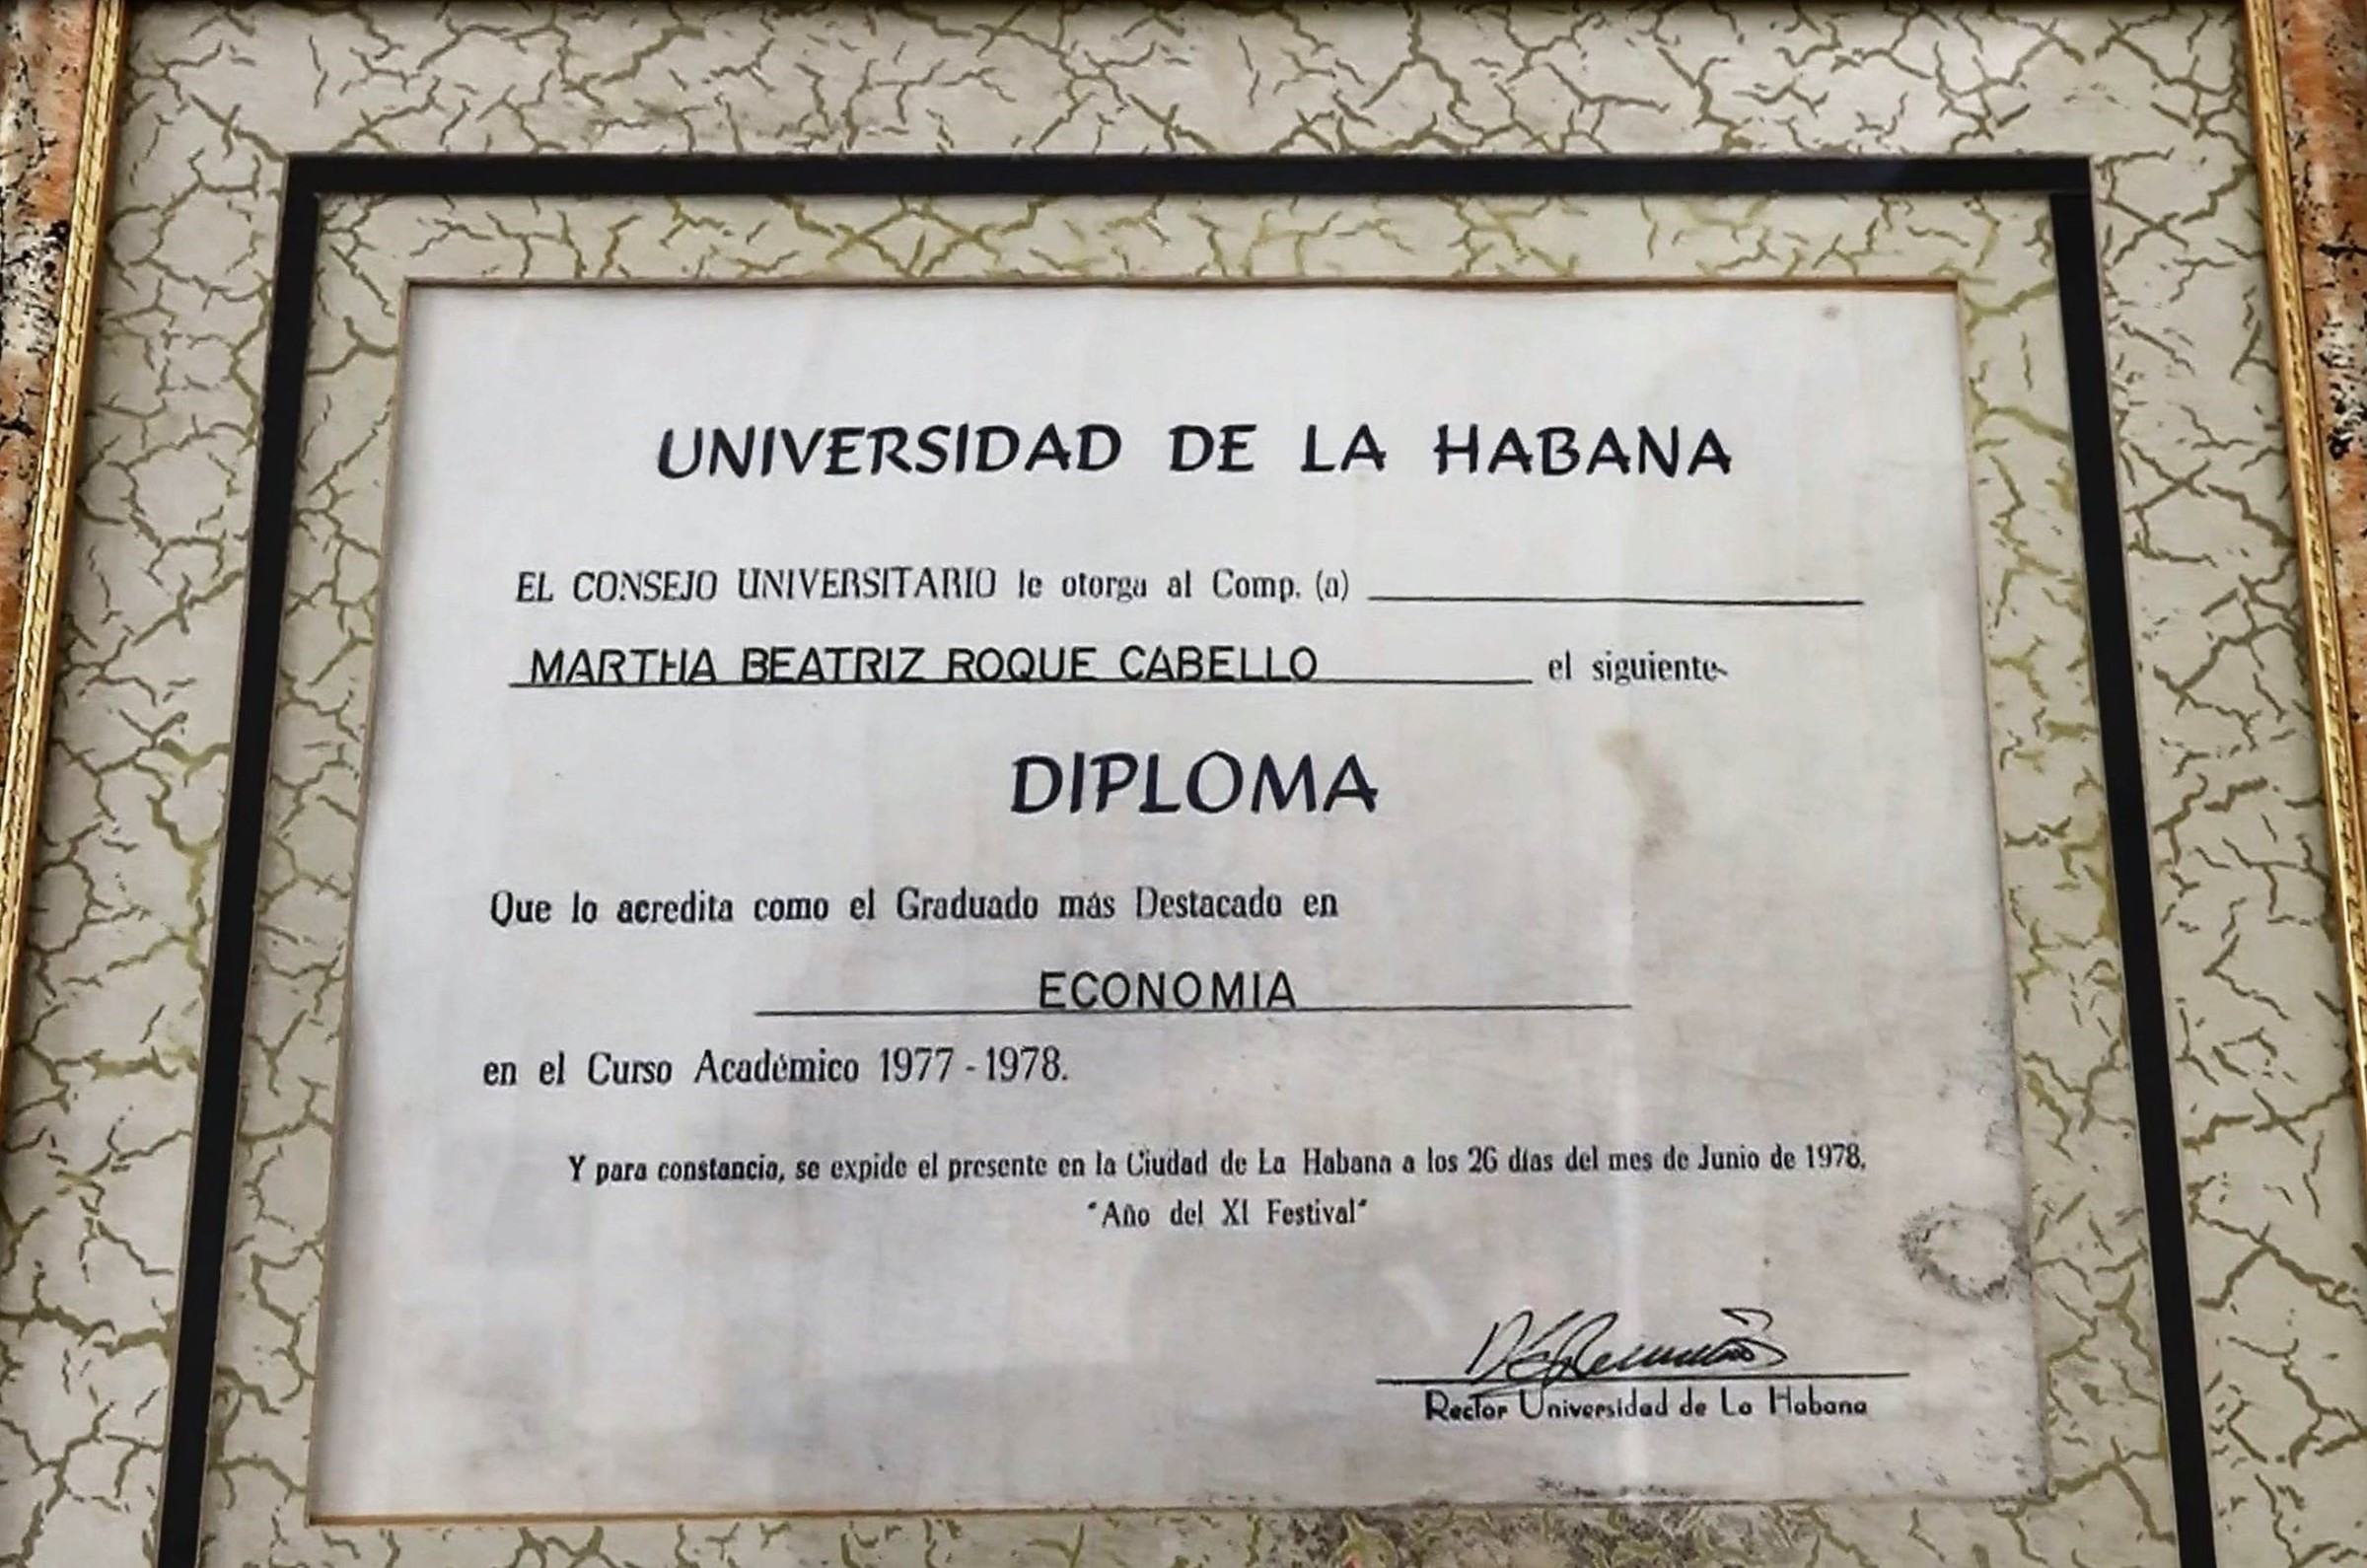 UNIVERSIDAD DE LA HABANA
EL CONSEJO UNIVERSITARIO le otorga al Comp. (a)
MARTHA BEATRIZ ROQUE CABELLO el siguiente
DIPLOMA
Que lo acredita como el Graduado más Destacado en
ECONOMIA
en el Curso Académico 1977 - 1978.
Y para constancia, se expide el presente en la Ciudad de La Habana a los 26 días del mes de Junio de 1978,
"Año del XI Festival"
Rector Universidad de La Habana